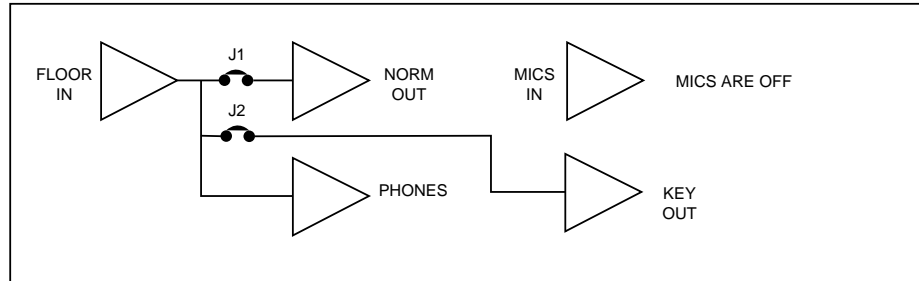 J1
FLOOR
IN
NORM
OUT
MICS
IN
MICS ARE OFF
J2
PHONES
KEY
OUT